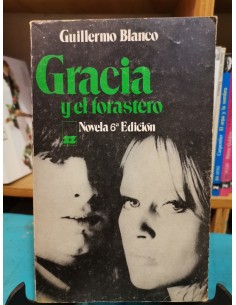 Guillermo Blanco
Gracia
y el forastero
Novela 6ª Edición